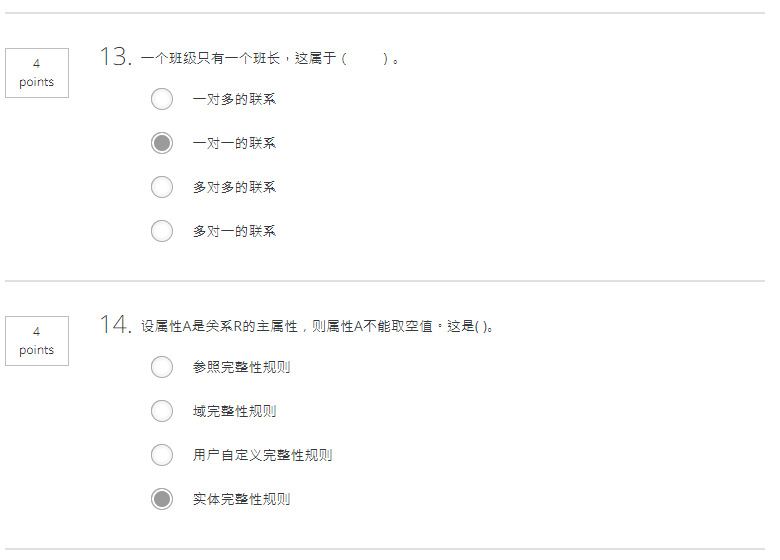 4
points
13. 一个班级只有一个班长，这属于 (      ) 。
一对多的联系
一对一的联系
多对多的联系
多对一的联系
4
points
14. 设属性A是关系R的主属性，则属性A不能取空值。这是( )。
参照完整性规则
域完整性规则
用户自定义完整性规则
实体完整性规则